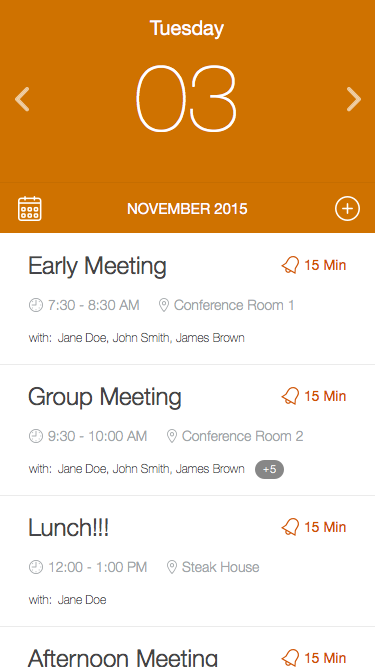 Tuesday
03
NOVEMBER 2015
Early Meeting 15 Min
7:30 - 8:30 AM Conference Room 1
with: Jane Doe, John Smith, James Brown
Group Meeting 15 Min
9:30 - 10:00 AM Conference Room 2
with: Jane Doe, John Smith, James Brown +5
Lunch!!! 15 Min
12:00 - 1:00 PM Steak House
with: Jane Doe
Afternoon Meeting 15 Min